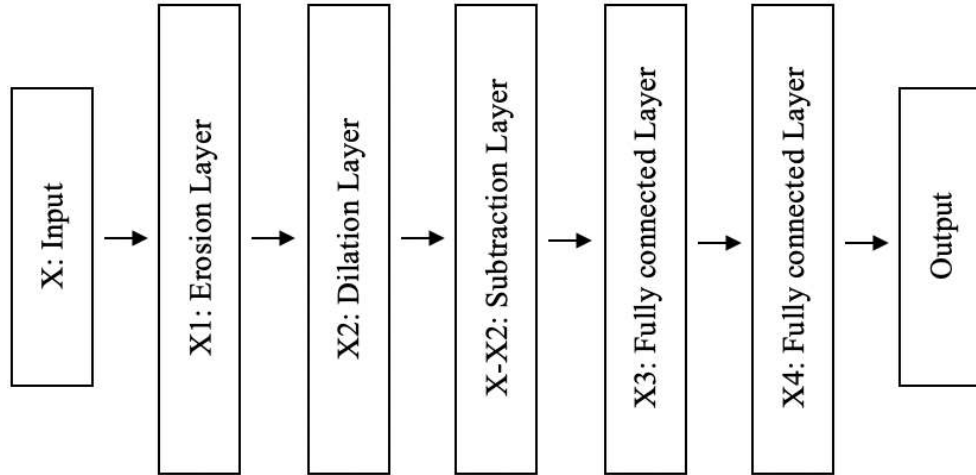 X: Input
X1: Erosion Layer
X2: Dilation Layer
X-X2: Subtraction Layer
X3: Fully connected Layer
X4: Fully connected Layer
Output